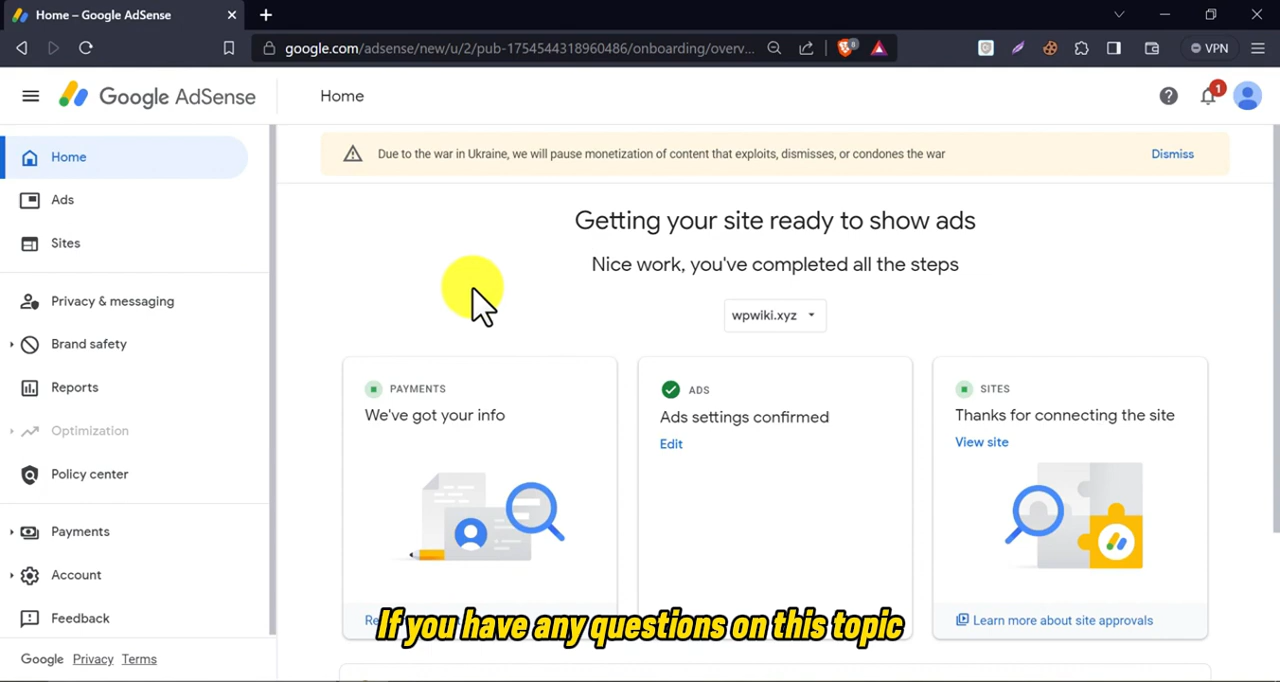 Home – Google AdSense
google.com/adsense/new/u/2/pub-1754544318960486/onboarding/overv...
8
VPN
Google AdSense
Home
1
Home
Ads
Sites
Privacy & messaging
Brand safety
Reports
Optimization
Policy center
Payments
Account
Feedback
Google Privacy Terms
Due to the war in Ukraine, we will pause monetization of content that exploits, dismisses, or condones the war
Dismiss
Getting your site ready to show ads
Nice work, you've completed all the steps
wpwiki.xyz
PAYMENTS
We've got your info
ADS
Ads settings confirmed
Edit
SITES
Thanks for connecting the site
View site
Learn more about site approvals
If you have any questions on this topic